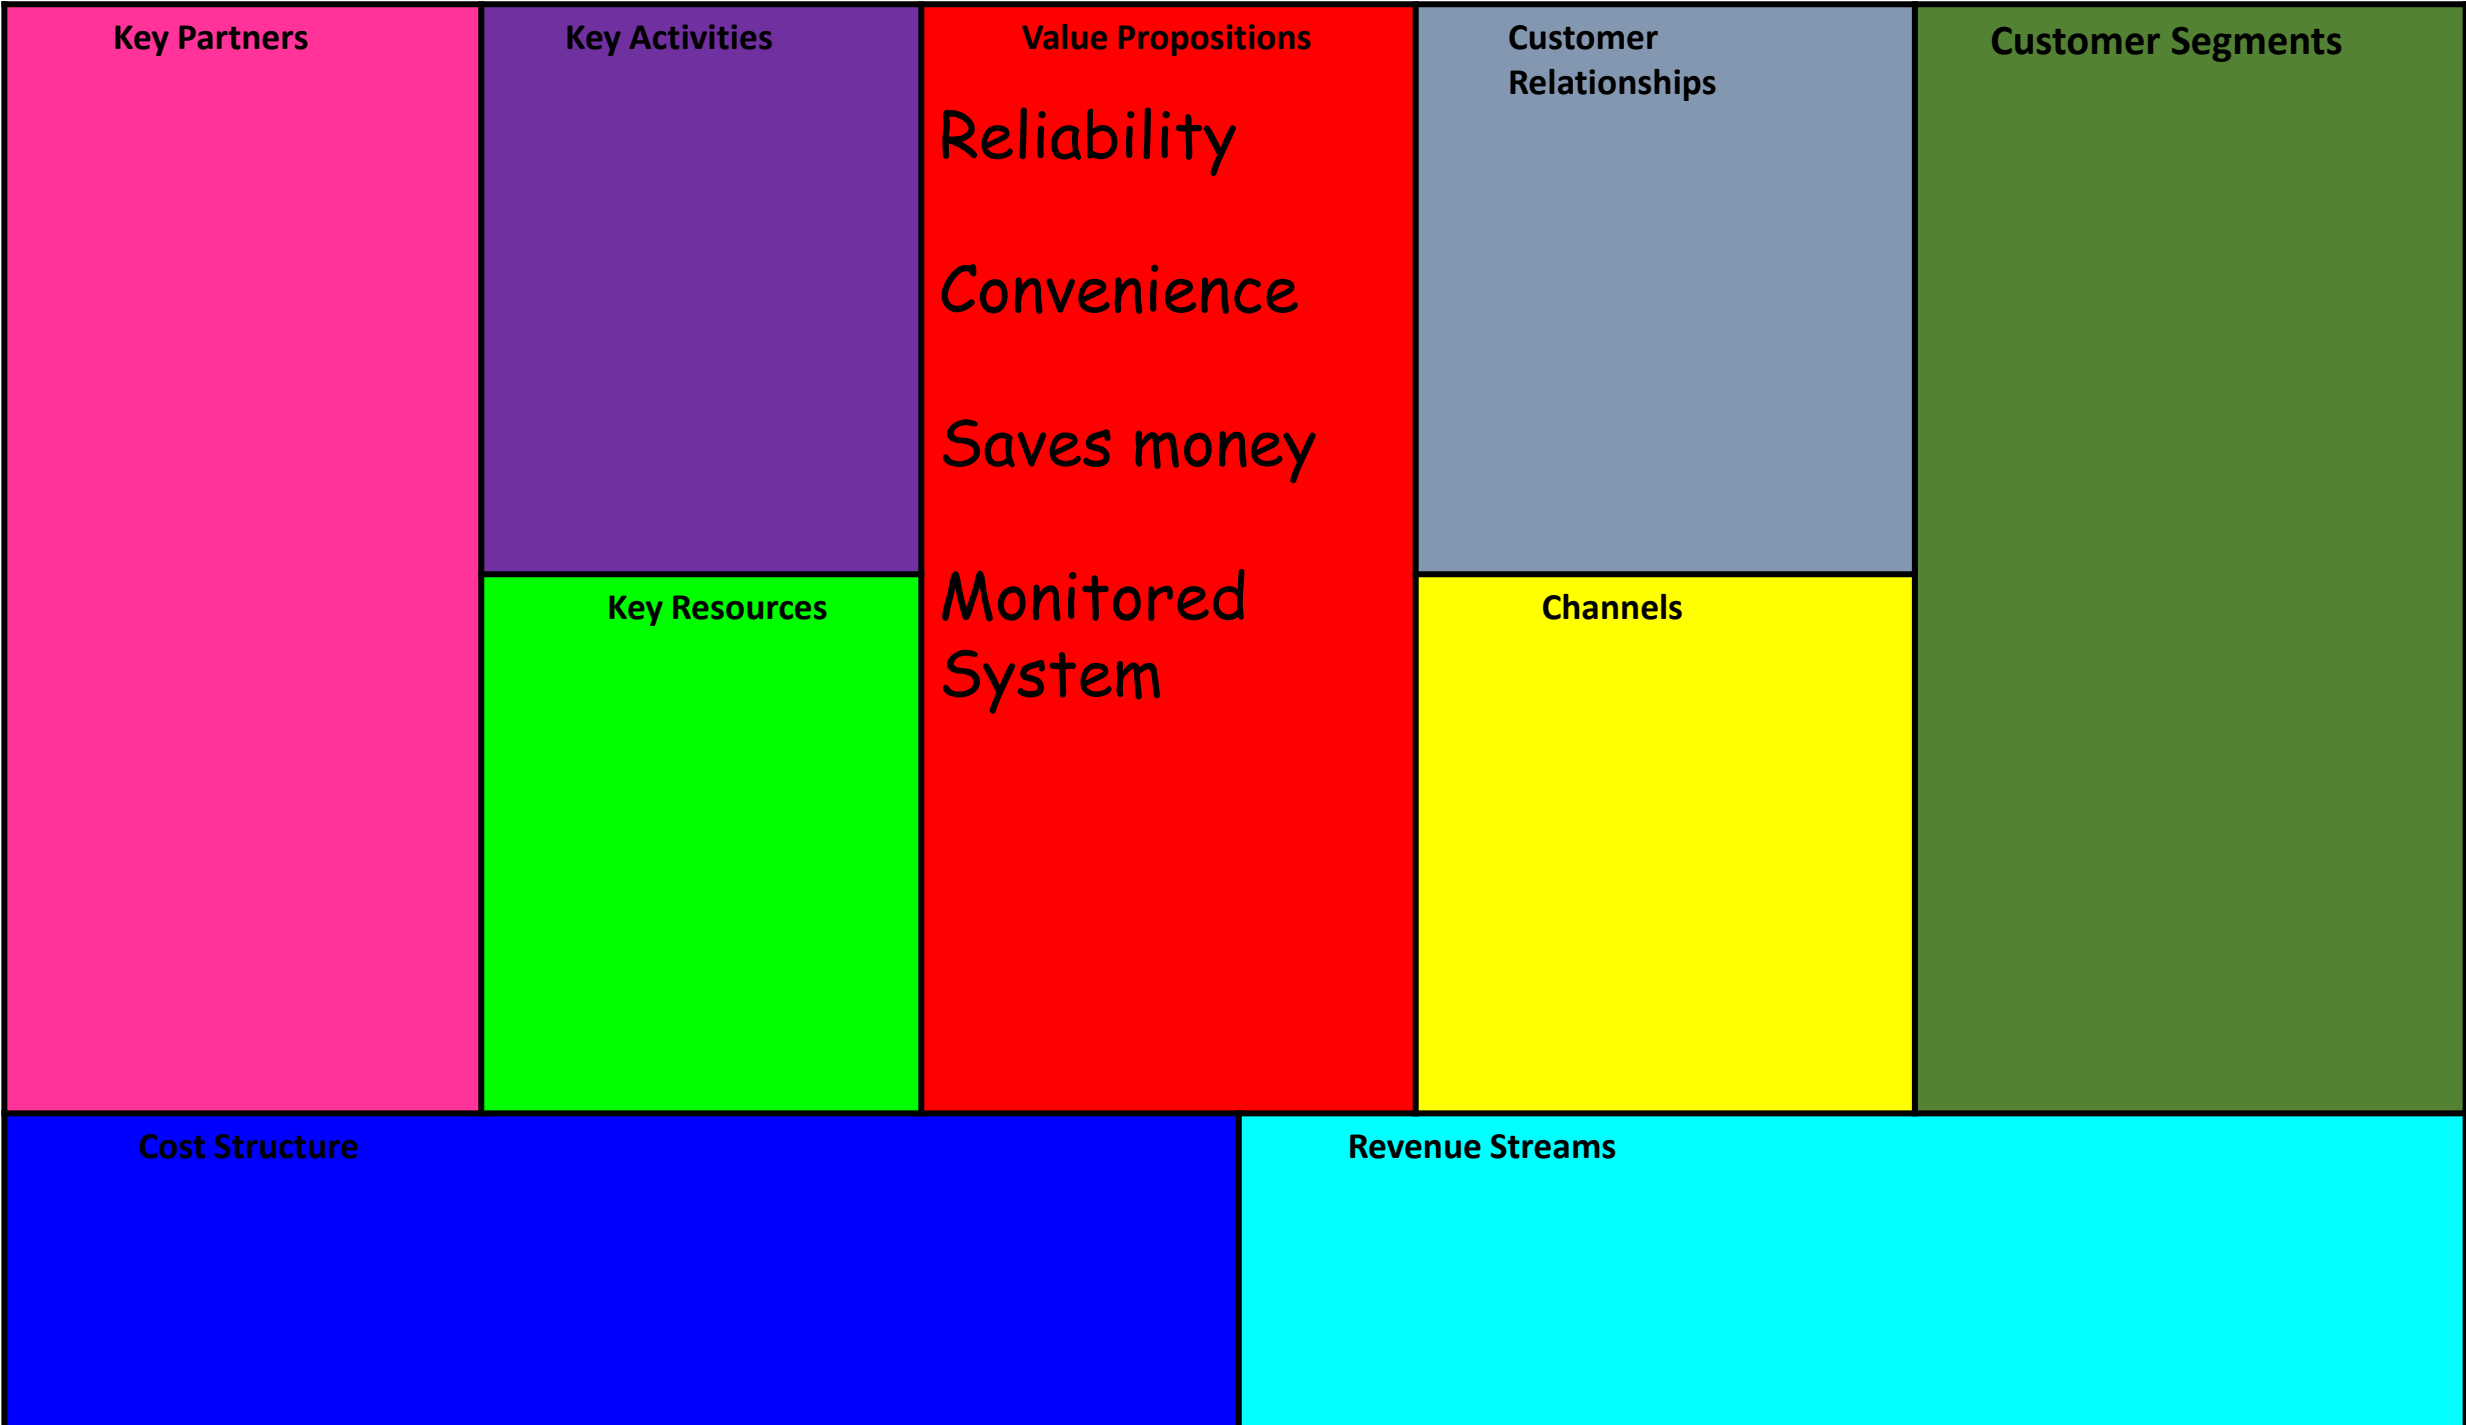 Key Partners
Key Activities
Value Propositions
Reliability
Convenience
Saves money
Monitored
System
Customer
Relationships
Customer Segments
Key Resources
Channels
Cost Structure
Revenue Streams